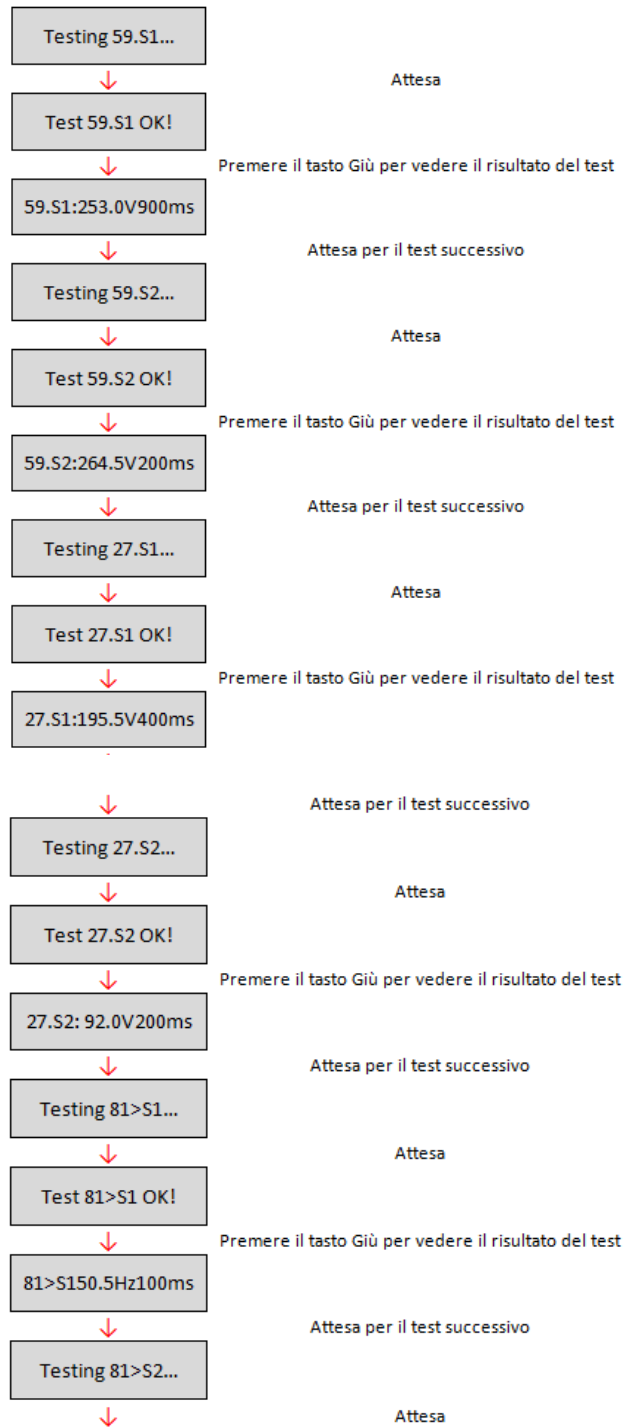 Testing 59.S1...
Attesa
Test 59.S1 OK!
Premere il tasto Giù per vedere il risultato del test
59.S1:253.0V900ms
Attesa per il test successivo
Testing 59.S2...
Attesa
Test 59.S2 OK!
Premere il tasto Giù per vedere il risultato del test
59.S2:264.5V200ms
Attesa per il test successivo
Testing 27.S1...
Attesa
Test 27.S1 OK!
Premere il tasto Giù per vedere il risultato del test
27.S1:195.5V400ms
Attesa per il test successivo
Testing 27.S2...
Attesa
Test 27.S2 OK!
Premere il tasto Giù per vedere il risultato del test
27.S2: 92.0V200ms
Attesa per il test successivo
Testing 81>S1...
Attesa
Test 81>S1 OK!
Premere il tasto Giù per vedere il risultato del test
81>S150.5Hz100ms
Attesa per il test successivo
Testing 81>S2...
Attesa